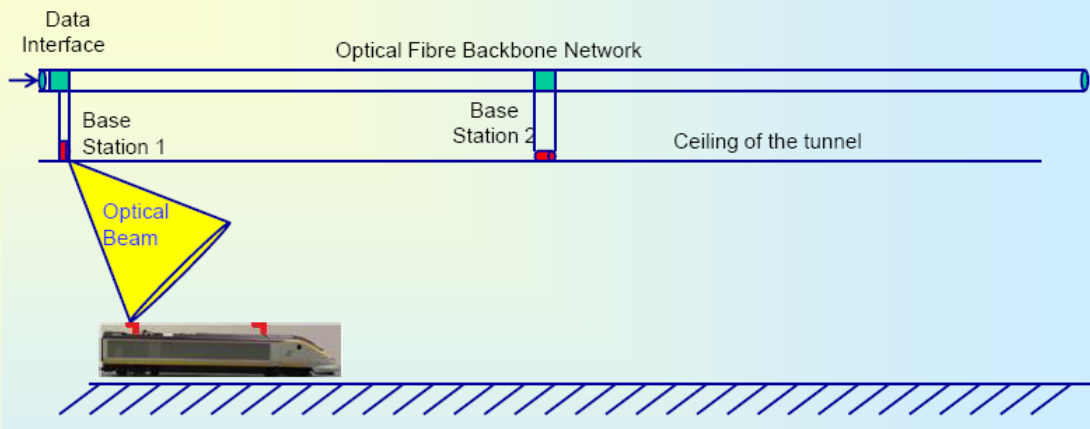 Data
Interface
Optical Fibre Backbone Network
Base
Station 1
Base
Station 2
Ceiling of the tunnel
Optical
Beam